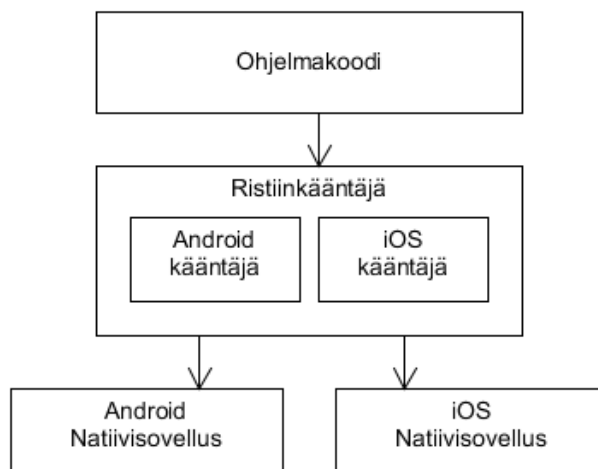 Ohjelmakoodi
Ristiinkääntäjä
Android
kääntäjä
iOS
kääntäjä
Android
Natiivisovellus
iOS
Natiivisovellus